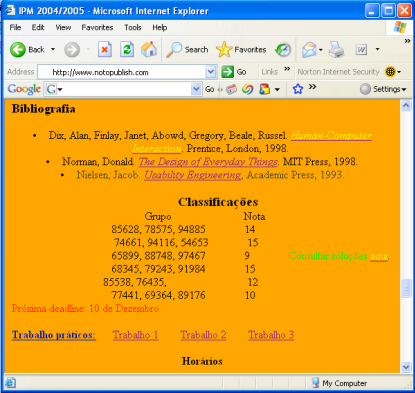 IPM 2004/2005 - Microsoft Internet Explorer
File Edit View Favorites Tools Help
Back Search Favorites
Address http://www.notopublish.com Go Links » Norton Internet Security
Google G Go Settings
Bibliografia
• Dix, Alan, Finlay, Janet, Abowd, Gregory, Beale, Russel. Human-Computer
Interaction. Prentice, London, 1998.
• Norman, Donald. The Design of Everyday Things. MIT Press, 1998.
• Nielsen, Jacob. Usability Engineering, Academic Press, 1993.
Classificações
Grupo Nota
85628, 78575, 94885 14
74661, 94116, 54653 15
65899, 88748, 97467 9 Consultar soluções aqui.
68345, 79243, 91984 15
85538, 76435, 12
77441, 69364, 89176 10
Próxima deadline: 10 de Dezembro
Trabalho práticos: Trabalho 1 Trabalho 2 Trabalho 3
Horários
My Computer